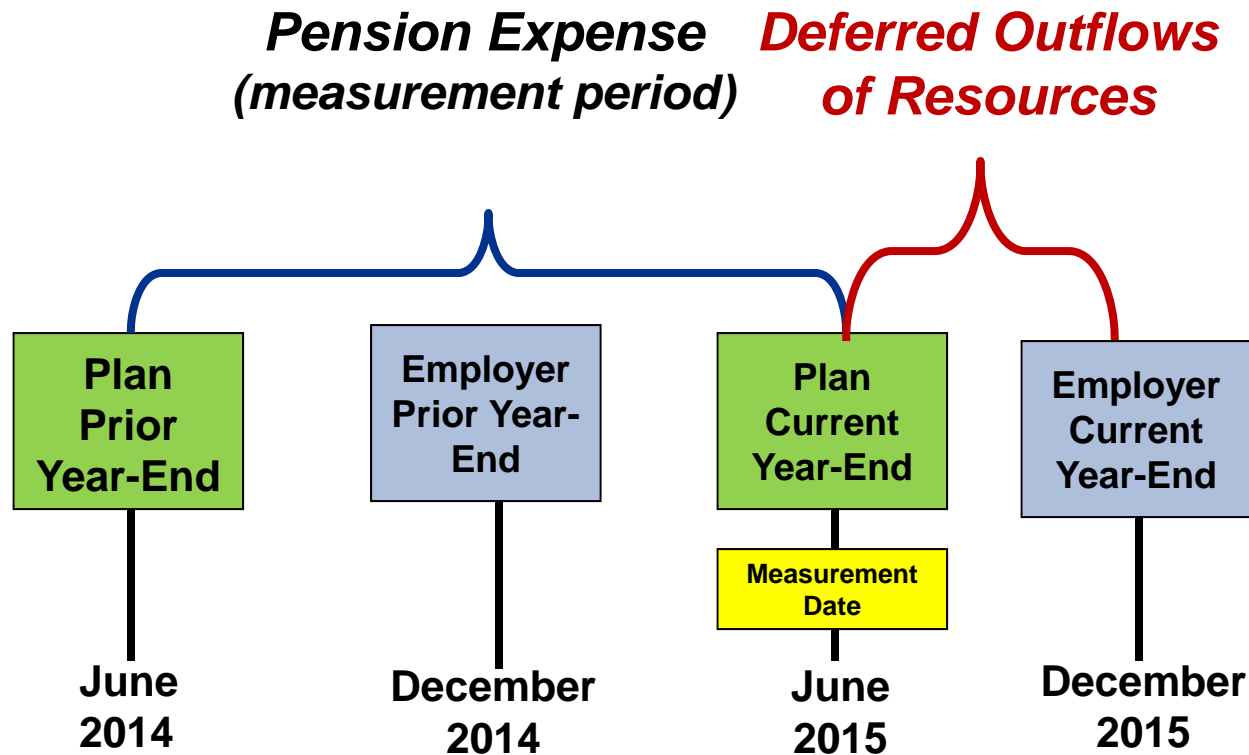 Pension Expense
(measurement period)
Deferred Outflows
of Resources
Plan
Prior
Year-End
Employer
Prior Year-
End
Plan
Current
Year-End
Employer
Current
Year-End
Measurement
Date
June
2014
December
2014
June
2015
December
2015